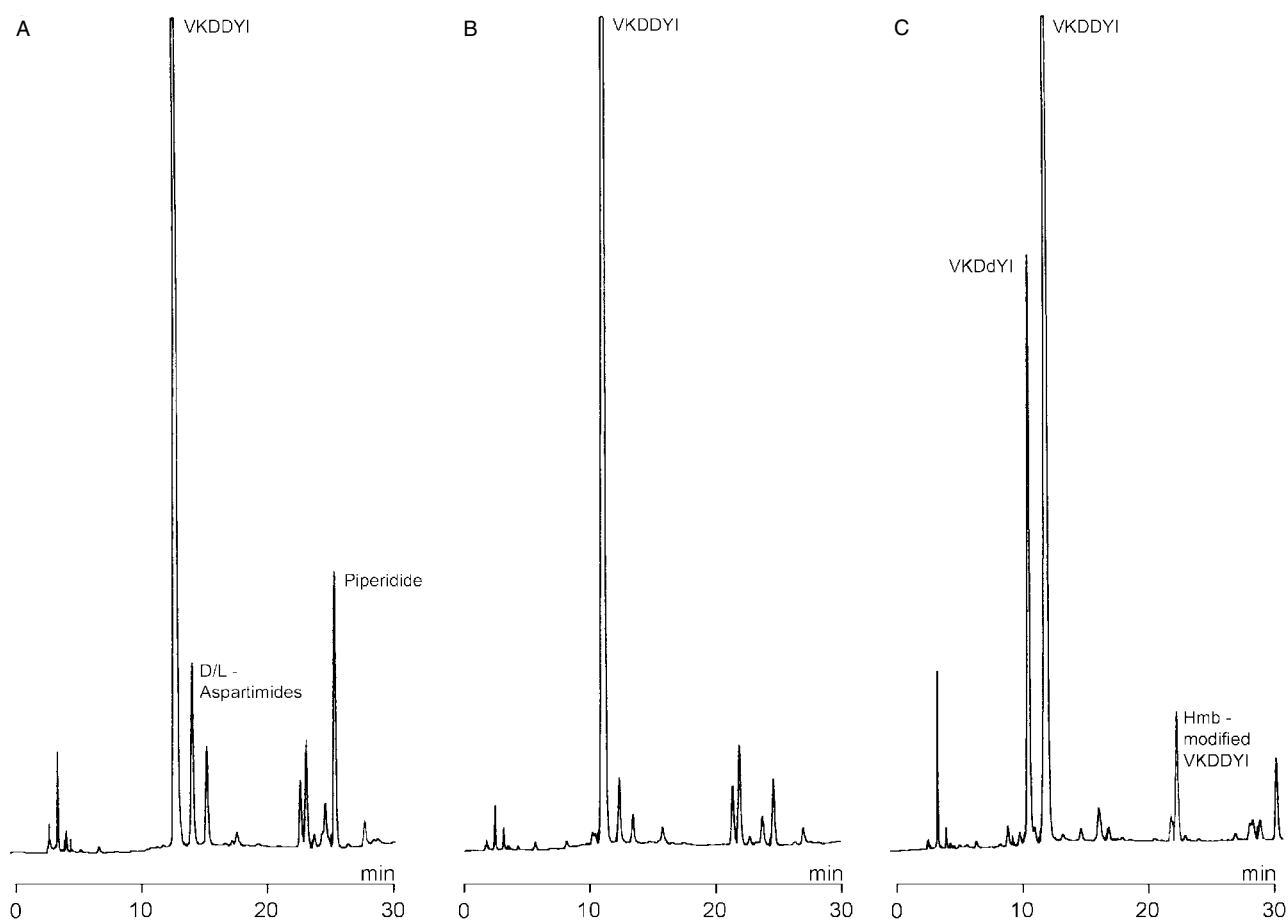 A
VKDDYI
D/L -
Aspartimides
Piperidide
min
0 10 20 30
B
VKDDYI
min
0 10 20 30
C
VKDDYI
VKDdYI
Hmb -
modified
VKDDYI
min
0 10 20 30